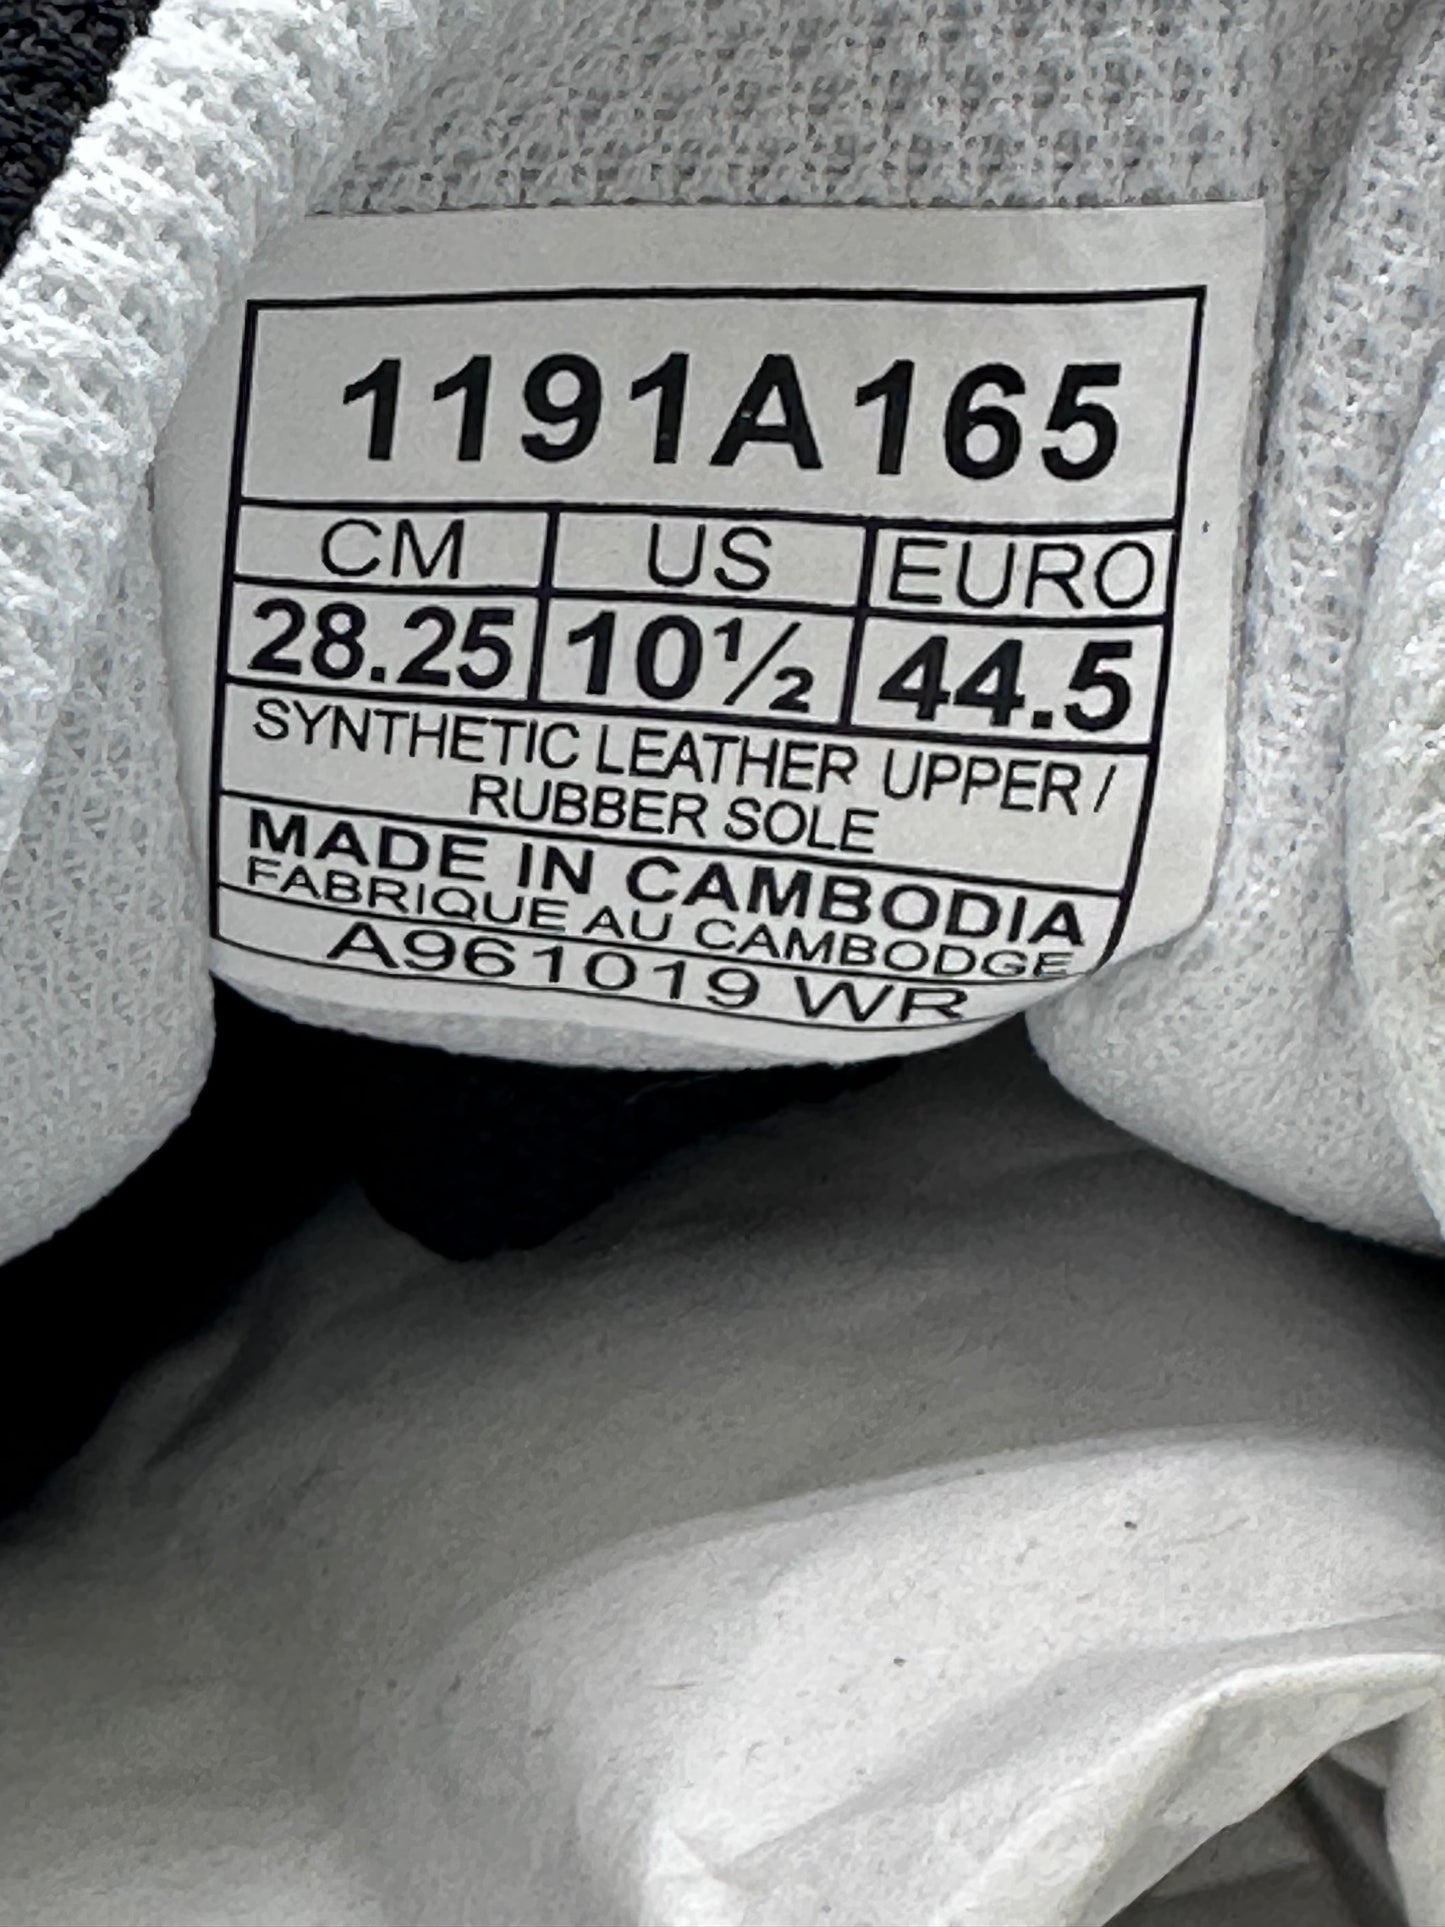 1191A165
CM US EURO
28.25 10½ 44.5
SYNTHETIC LEATHER UPPER /
RUBBER SOLE
MADE IN CAMBODIA
FABRIQUE AU CAMBODGE
A961019 WR